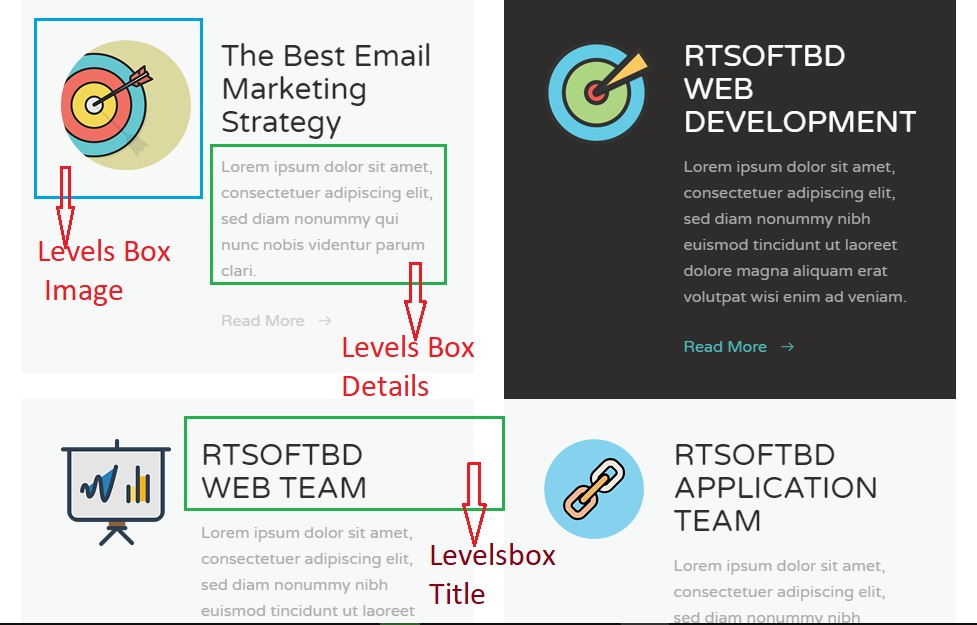 The Best Email
Marketing
Strategy
Lorem ipsum dolor sit amet,
consectetuer adipiscing elit,
sed diam nonummy qui
nunc nobis videntur parum
clari.
Read More →
Levels Box
Image
Levels Box
Details
RTSOFTBD
WEB
DEVELOPMENT
Lorem ipsum dolor sit amet,
consectetuer adipiscing elit,
sed diam nonummy nibh
euismod tincidunt ut laoreet
dolore magna aliquam erat
volutpat wisi enim ad veniam.
Read More →
RTSOFTBD
WEB TEAM
Lorem ipsum dolor sit amet,
consectetuer adipiscing elit,
sed diam nonummy nibh
euismod tincidunt ut laoreet
Levelsbox
Title
RTSOFTBD
APPLICATION
TEAM
Lorem ipsum dolor sit amet,
consectetuer adipiscing elit,
sed diam nonummy nibh